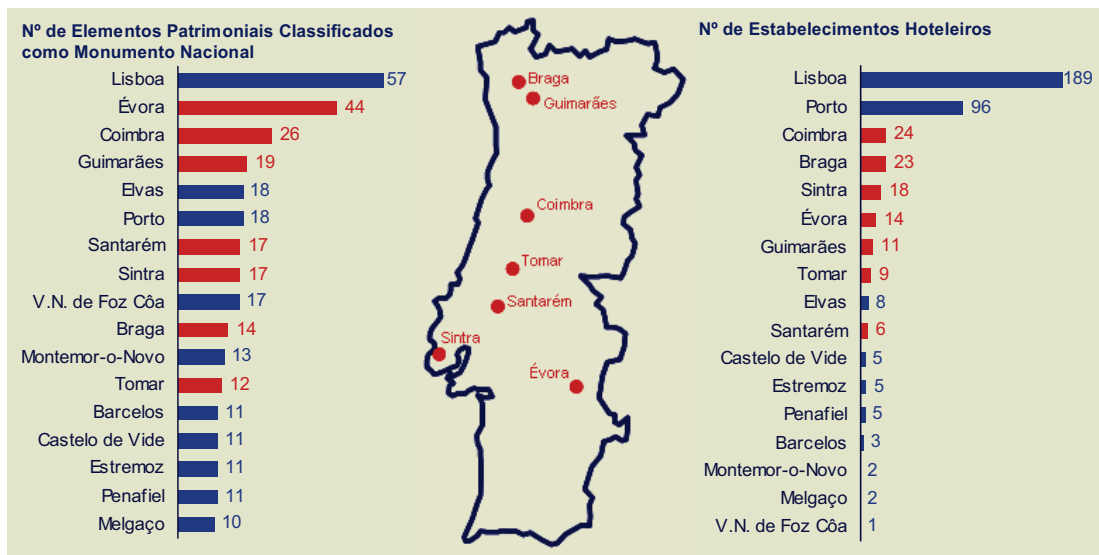 Nº de Elementos Patrimoniais Classificados
como Monumento Nacional
Lisboa 57
Évora 44
Coimbra 26
Guimarães 19
Elvas 18
Porto 18
Santarém 17
Sintra 17
V.N. de Foz Côa 17
Braga 14
Montemor-o-Novo 13
Tomar 12
Barcelos 11
Castelo de Vide 11
Estremoz 11
Penafiel 11
Melgaço 10
Braga
Guimarães
Coimbra
Tomar
Santarém
Sintra
Évora
Nº de Estabelecimentos Hoteleiros
Lisboa 189
Porto 96
Coimbra 24
Braga 23
Sintra 18
Évora 14
Guimarães 11
Tomar 9
Elvas 8
Santarém 6
Castelo de Vide 5
Estremoz 5
Penafiel 5
Barcelos 3
Montemor-o-Novo 2
Melgaço 2
V.N. de Foz Côa 1